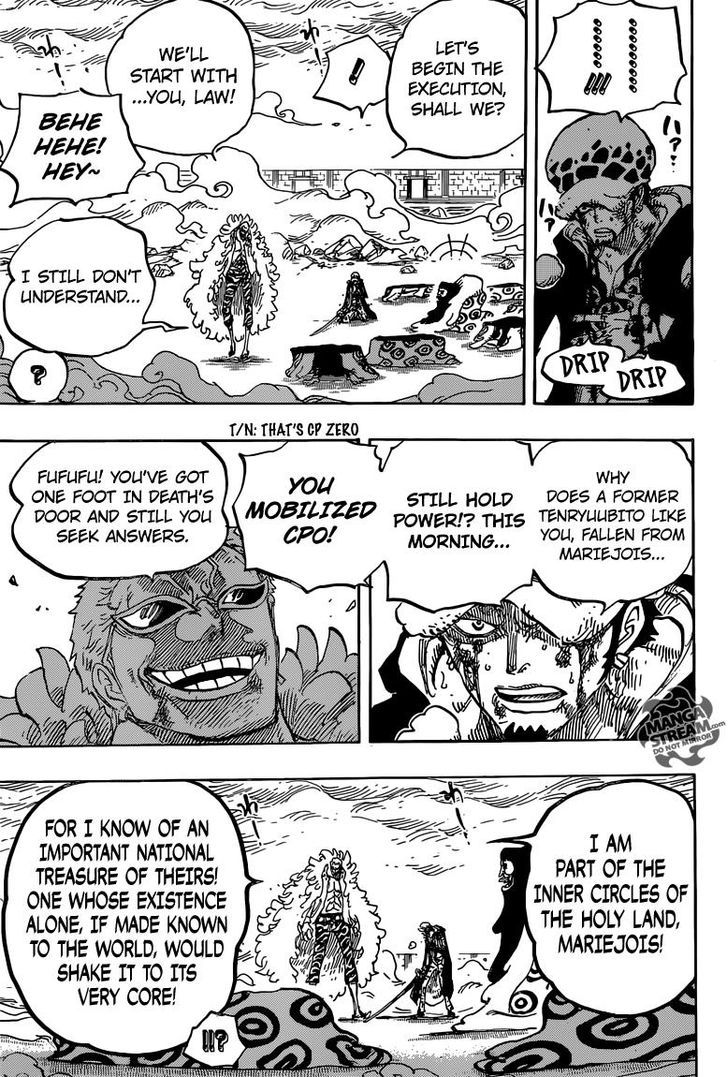 !!!
LET'S
BEGIN THE
EXECUTION,
SHALL WE?
!
WE'LL
START WITH
...YOU, LAW!
BEHE
HEHE!
HEY~
I STILL DON'T
UNDERSTAND...
?
DRIP
DRIP
T/N: THAT'S CP ZERO
WHY
DOES A FORMER
TENRYUUBITO LIKE
YOU, FALLEN FROM
MARIEJOIS...
STILL HOLD
POWER!? THIS
MORNING...
YOU
MOBILIZED
CPO!
FUFUFU! YOU'VE GOT
ONE FOOT IN DEATH'S
DOOR AND STILL YOU
SEEK ANSWERS.
MANGA
STREAM.com
DO NOT MIRROR
I AM
PART OF THE
INNER CIRCLES OF
THE HOLY LAND,
MARIEJOIS!
FOR I KNOW OF AN
IMPORTANT NATIONAL
TREASURE OF THEIRS!
ONE WHOSE EXISTENCE
ALONE, IF MADE KNOWN
TO THE WORLD, WOULD
SHAKE IT TO ITS
VERY CORE!
!!?